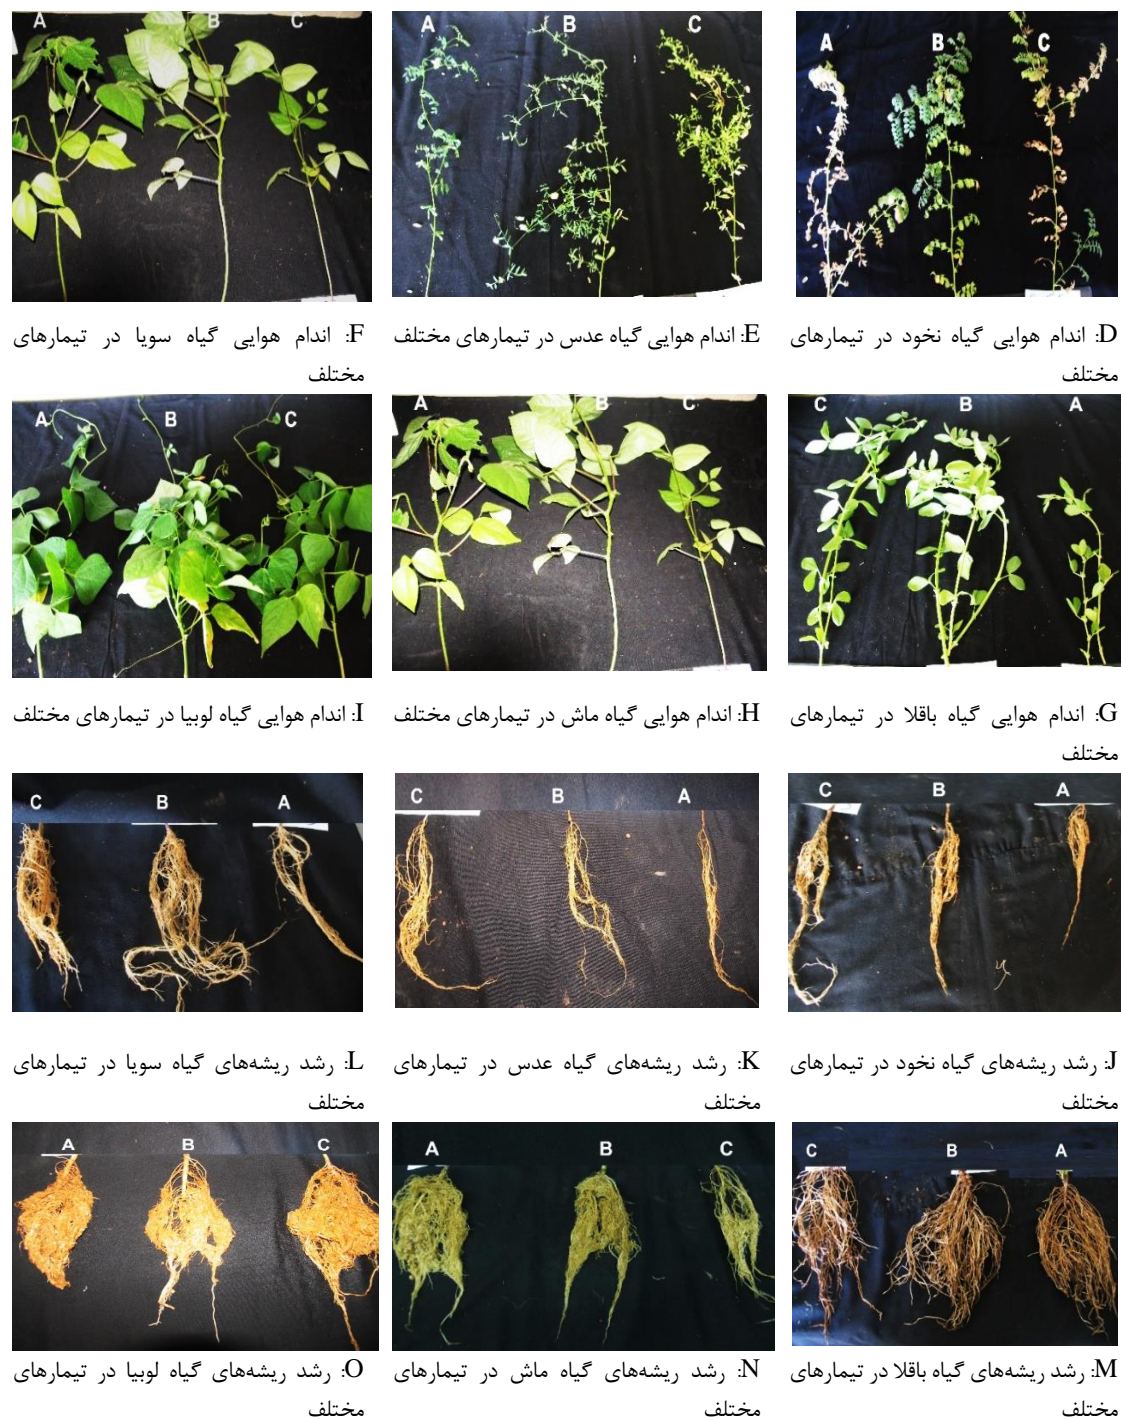 A B C
A B C
A B C
D: اندام هوایی گیاه نخود در تیمارهای
مختلف
E: اندام هوایی گیاه عدس در تیمارهای مختلف
F: اندام هوایی گیاه سویا در تیمارهای
مختلف
A B C
A B C
C B A
G: اندام هوایی گیاه باقلا در تیمارهای
مختلف
H: اندام هوایی گیاه ماش در تیمارهای مختلف
I: اندام هوایی گیاه لوبیا در تیمارهای مختلف
C B A
C B A
C B A
J: رشد ریشه‌های گیاه نخود در تیمارهای
مختلف
K: رشد ریشه‌های گیاه عدس در تیمارهای
مختلف
L: رشد ریشه‌های گیاه سویا در تیمارهای
مختلف
A B C
A B C
C B A
M: رشد ریشه‌های گیاه باقلا در تیمارهای
مختلف
N: رشد ریشه‌های گیاه ماش در تیمارهای
مختلف
O: رشد ریشه‌های گیاه لوبیا در تیمارهای
مختلف